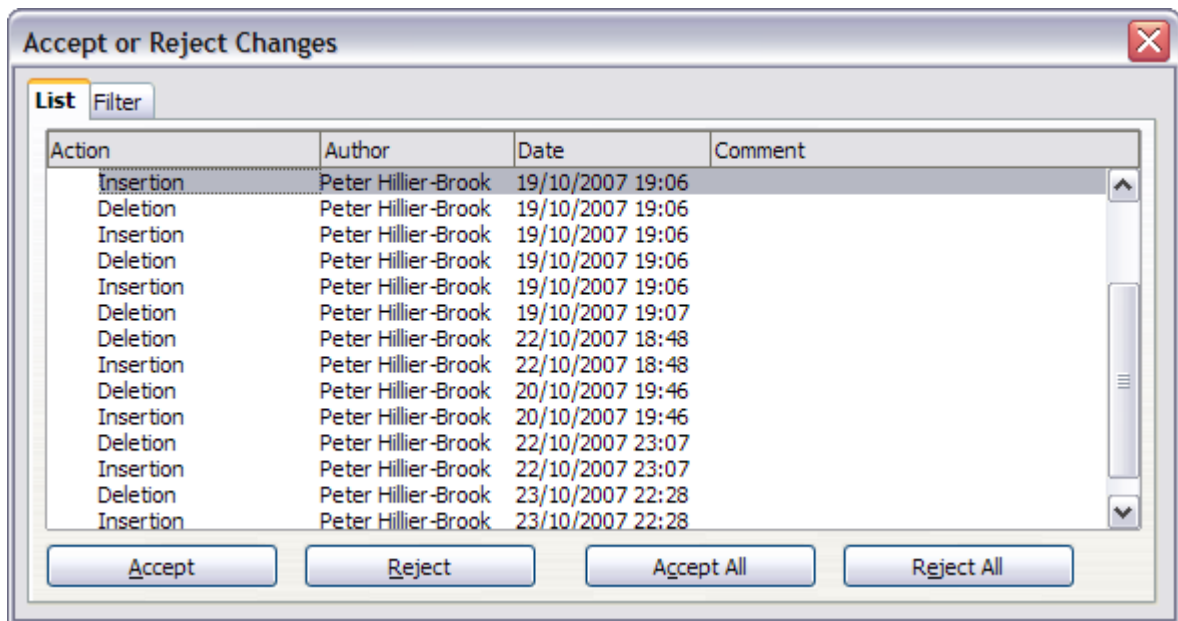 Accept or Reject Changes
List Filter
Action Author Date Comment
Insertion Peter Hillier-Brook 19/10/2007 19:06
Deletion Peter Hillier-Brook 19/10/2007 19:06
Insertion Peter Hillier-Brook 19/10/2007 19:06
Deletion Peter Hillier-Brook 19/10/2007 19:06
Insertion Peter Hillier-Brook 19/10/2007 19:06
Deletion Peter Hillier-Brook 19/10/2007 19:07
Deletion Peter Hillier-Brook 22/10/2007 18:48
Insertion Peter Hillier-Brook 22/10/2007 18:48
Deletion Peter Hillier-Brook 20/10/2007 19:46
Insertion Peter Hillier-Brook 20/10/2007 19:46
Deletion Peter Hillier-Brook 22/10/2007 23:07
Insertion Peter Hillier-Brook 22/10/2007 23:07
Deletion Peter Hillier-Brook 23/10/2007 22:28
Insertion Peter Hillier-Brook 23/10/2007 22:28
Accept Reject Accept All Reject All